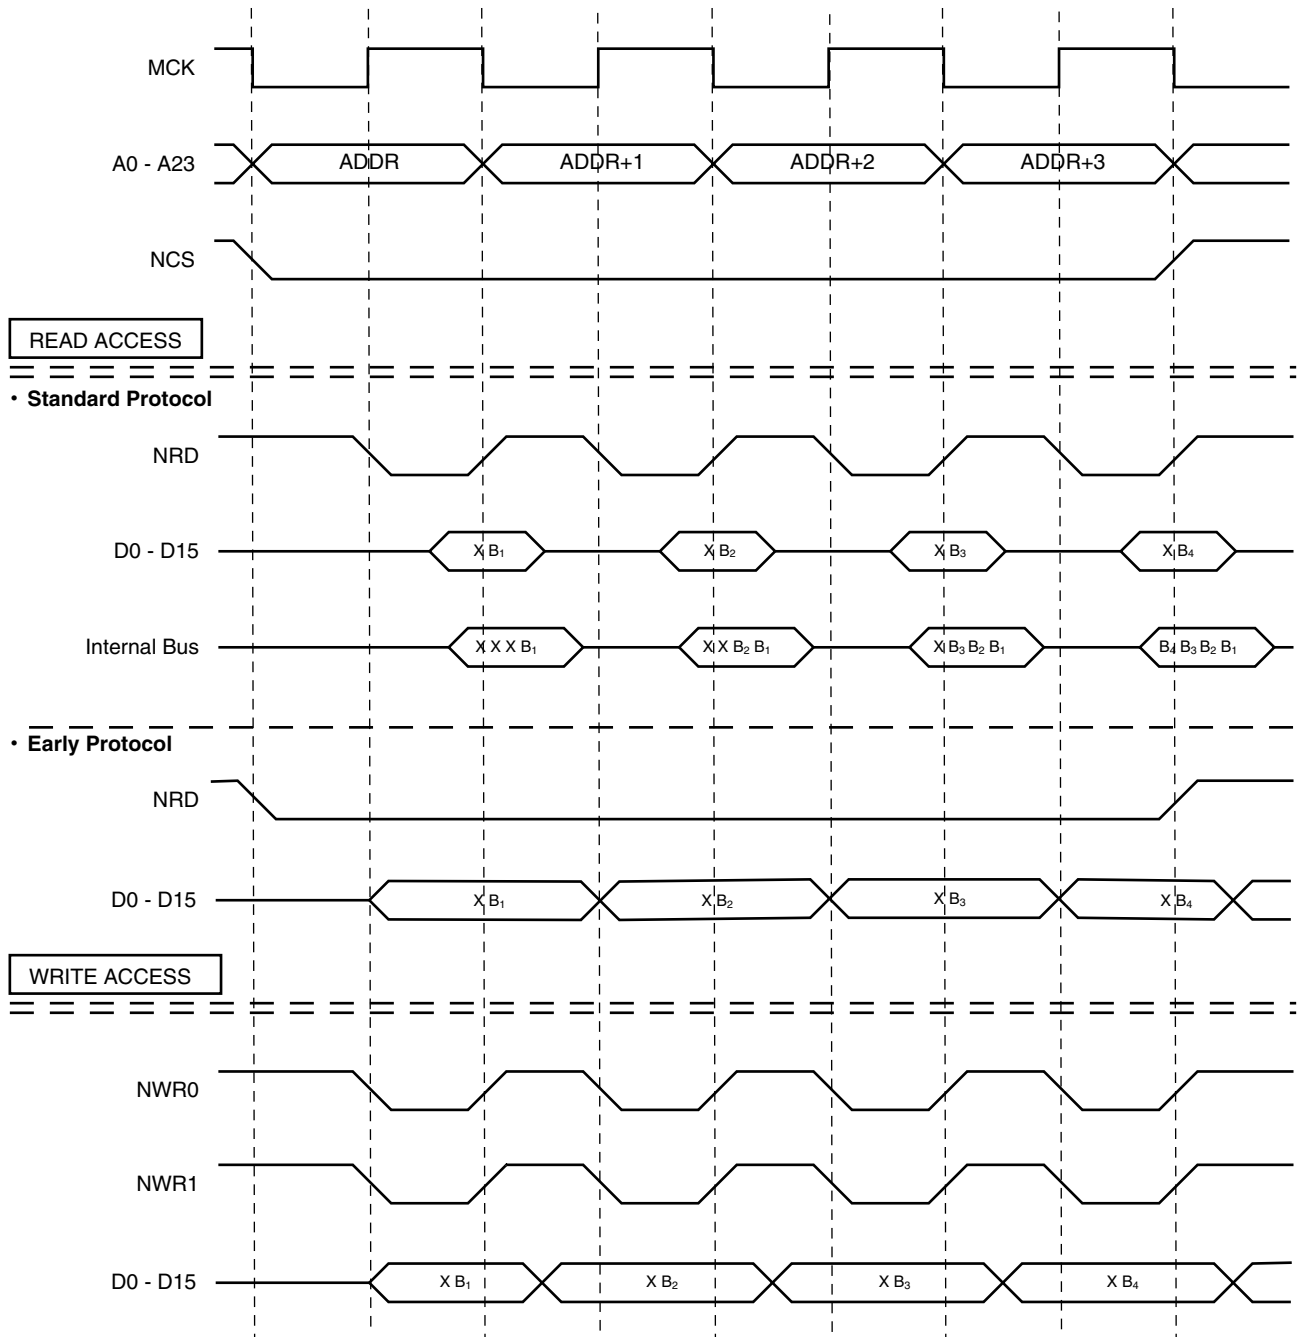 MCK
A0 - A23 ADDR ADDR+1 ADDR+2 ADDR+3
NCS
READ ACCESS
• Standard Protocol
NRD
D0 - D15 X B₁ X B₂ X B₃ X B₄
Internal Bus X X X B₁ X X B₂ B₁ X B₃ B₂ B₁ B₄ B₃ B₂ B₁
• Early Protocol
NRD
D0 - D15 X B₁ X B₂ X B₃ X B₄
WRITE ACCESS
NWR0
NWR1
D0 - D15 X B₁ X B₂ X B₃ X B₄